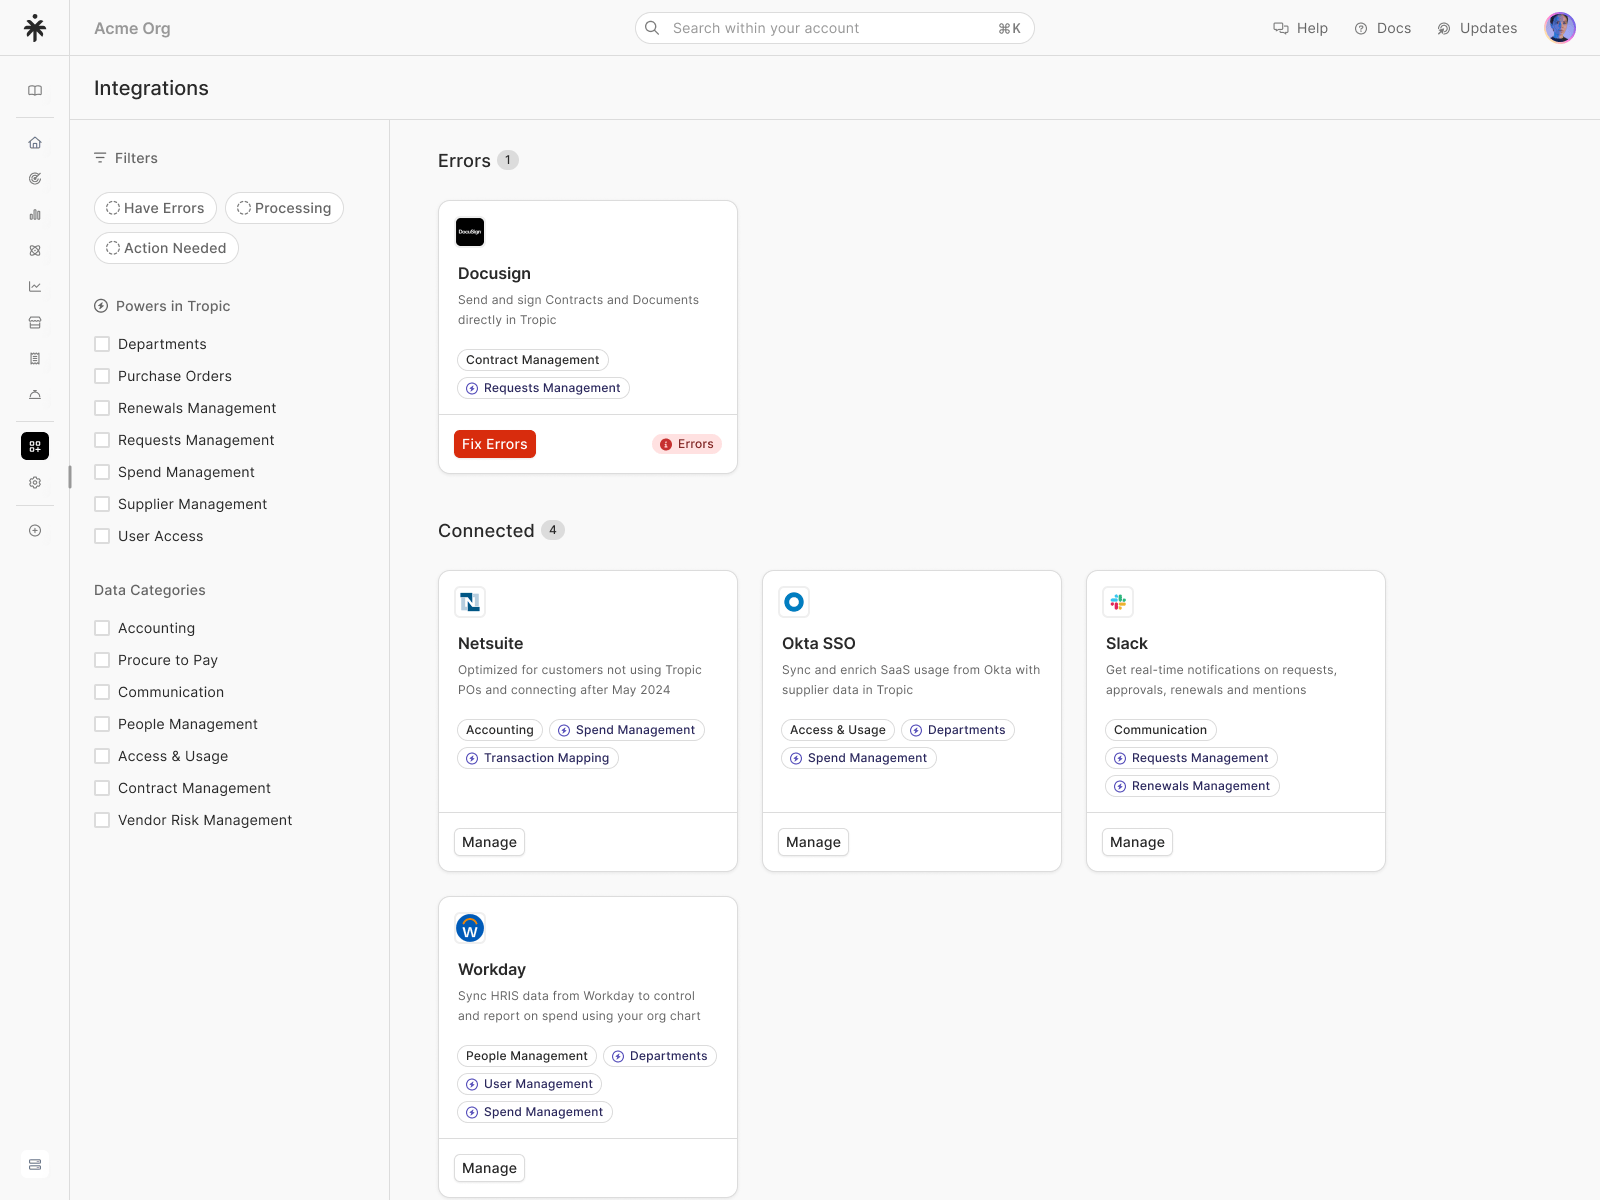 Acme Org
Search within your account
⌘K
Help
Docs
Updates
Integrations
Filters
Have Errors
Processing
Action Needed
Powers in Tropic
Departments
Purchase Orders
Renewals Management
Requests Management
Spend Management
Supplier Management
User Access
Data Categories
Accounting
Procure to Pay
Communication
People Management
Access & Usage
Contract Management
Vendor Risk Management
Errors 1
DocuSign
Docusign
Send and sign Contracts and Documents
directly in Tropic
Contract Management
Requests Management
Fix Errors
Errors
Connected 4
N
Netsuite
Optimized for customers not using Tropic
POs and connecting after May 2024
Accounting
Spend Management
Transaction Mapping
Manage
Okta SSO
Sync and enrich SaaS usage from Okta with
supplier data in Tropic
Access & Usage
Departments
Spend Management
Manage
Slack
Get real-time notifications on requests,
approvals, renewals and mentions
Communication
Requests Management
Renewals Management
Manage
W
Workday
Sync HRIS data from Workday to control
and report on spend using your org chart
People Management
Departments
User Management
Spend Management
Manage